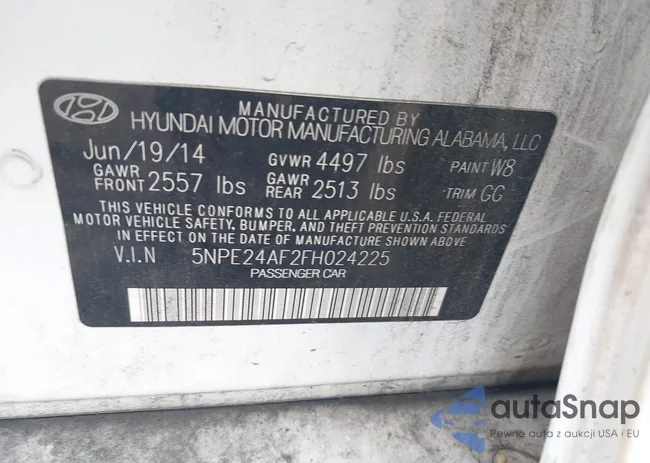 MANUFACTURED BY
HYUNDAI MOTOR MANUFACTURING ALABAMA, LLC
Jun/19/14 GVWR 4497 lbs PAINT W8
GAWR FRONT 2557 lbs GAWR REAR 2513 lbs TRIM GG
THIS VEHICLE CONFORMS TO ALL APPLICABLE U.S.A. FEDERAL
MOTOR VEHICLE SAFETY, BUMPER, AND THEFT PREVENTION STANDARDS
IN EFFECT ON THE DATE OF MANUFACTURE SHOWN ABOVE
V.I.N 5NPE24AF2FH024225
PASSENGER CAR
autoSnap
Pewne auta z aukcji USA i EU